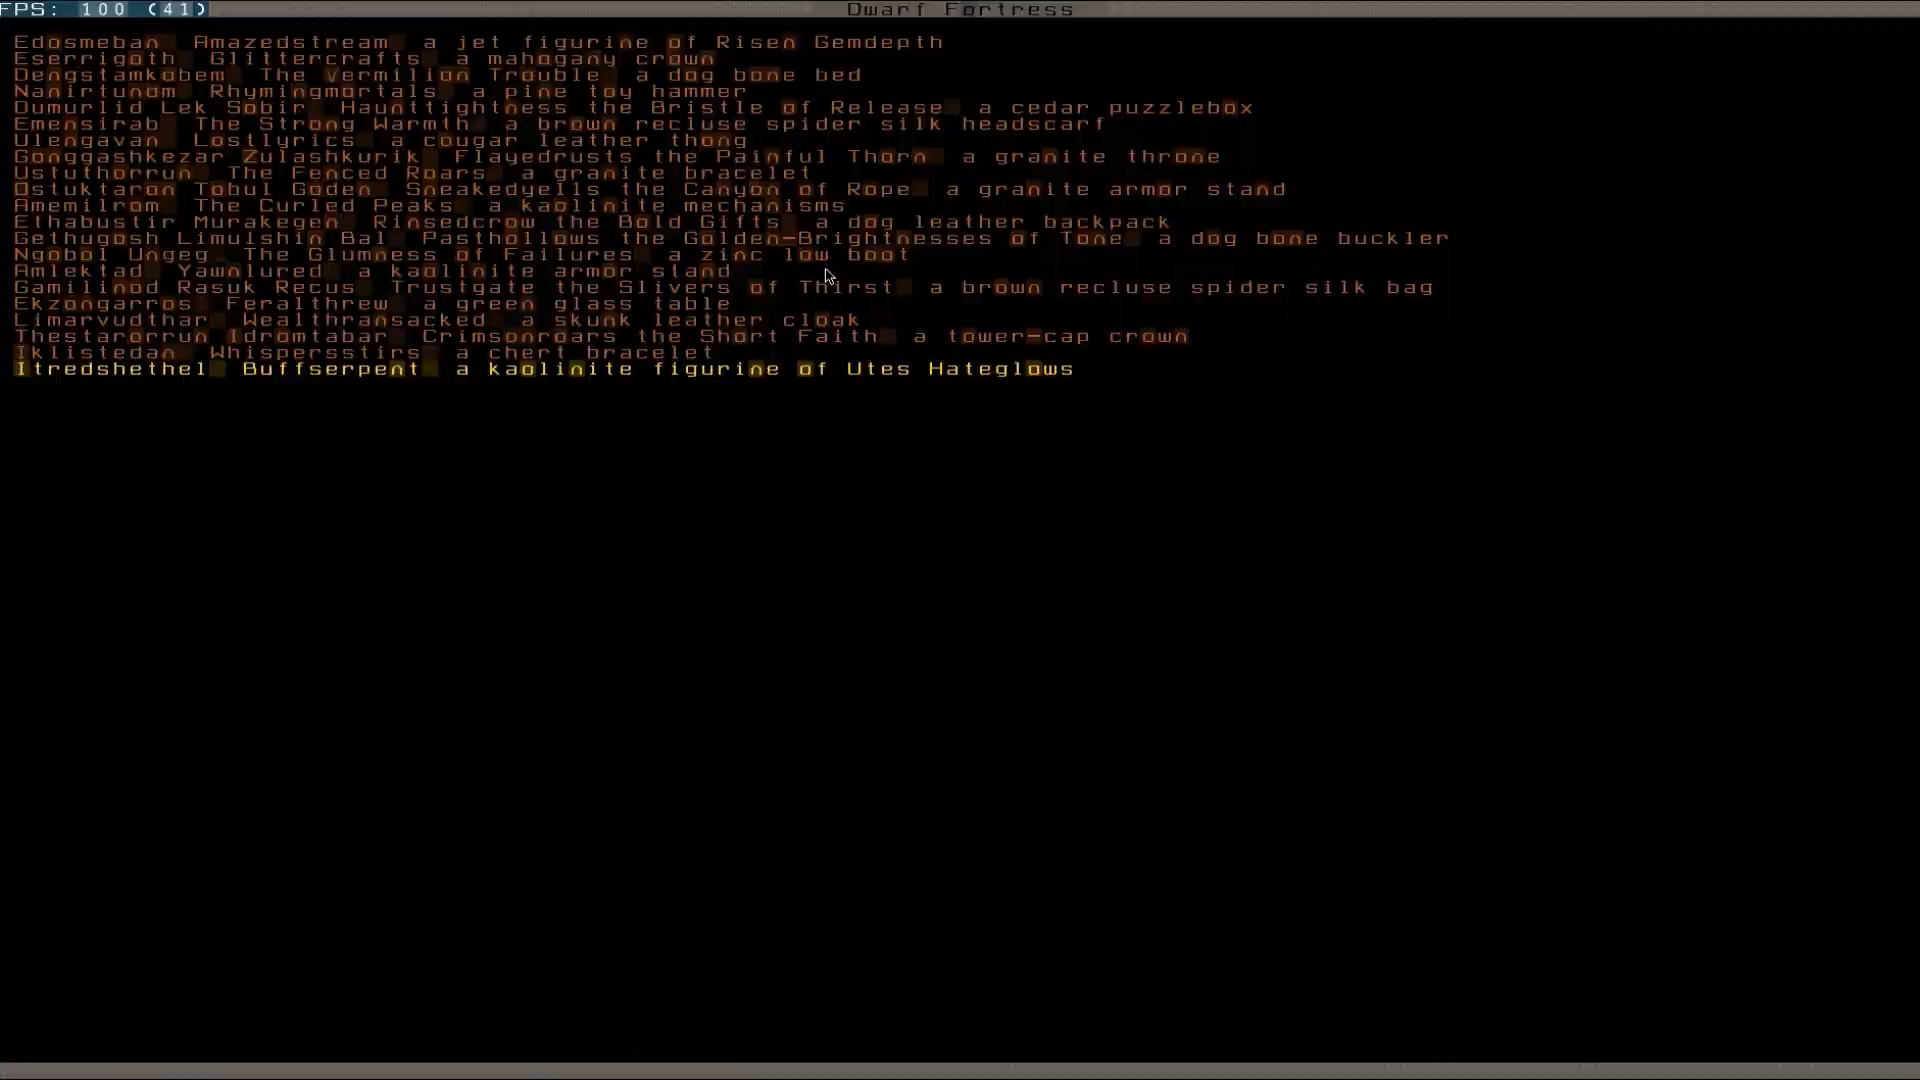 FPS: 100 (41)
Dwarf Fortress
Edosmeban Amazedstream a jet figurine of Risen Gemdepth
Eserrigoth Glittercrafts a mahogany crown
Dengstamkobem The Vermilion Trouble a dog bone bed
Nanirtunom Rhymingmortals a pine toy hammer
Dumurlid Lek Sobir Haunttightness the Bristle of Release a cedar puzzlebox
Emensirab The Strong Warmth a brown recluse spider silk headscarf
Ulengavan Lostlyrics a cougar leather thong
Gonggashkezar Zulashkurik Flayedrusts the Painful Thorn a granite throne
Ustuthorrun The Fenced Roars a granite bracelet
Ostuktaron Tobul Goden Sneakedyells the Canyon of Rope a granite armor stand
Amemilrom The Curled Peaks a kaolinite mechanisms
Ethabustir Murakegen Rinsedcrow the Bold Gifts a dog leather backpack
Gethugosh Limulshin Bal Pasthollows the Golden-Brightnesses of Tone a dog bone buckler
Ngobol Ungeg The Glumness of Failures a zinc low boot
Amlektad Yawnlured a kaolinite armor stand
Gamilinod Rasuk Recus Trustgate the Slivers of Thirst a brown recluse spider silk bag
Ekzongarros Feralthrew a green glass table
Limarvudthar Wealthransacked a skunk leather cloak
Thestarorrun Idromtabar Crimsonroars the Short Faith a tower-cap crown
Iklistedan Whispersstirs a chert bracelet
Itredshethel Buffserpent a kaolinite figurine of Utes Hateglows